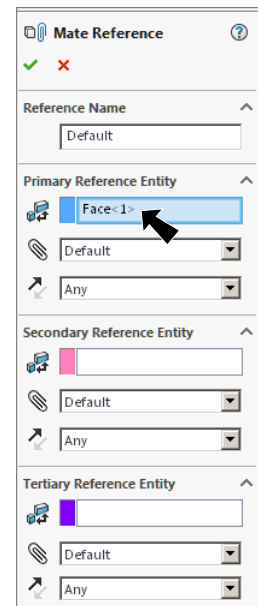 Mate Reference
Reference Name
Default
Primary Reference Entity
Face<1>
Default
Any
Secondary Reference Entity
Default
Any
Tertiary Reference Entity
Default
Any